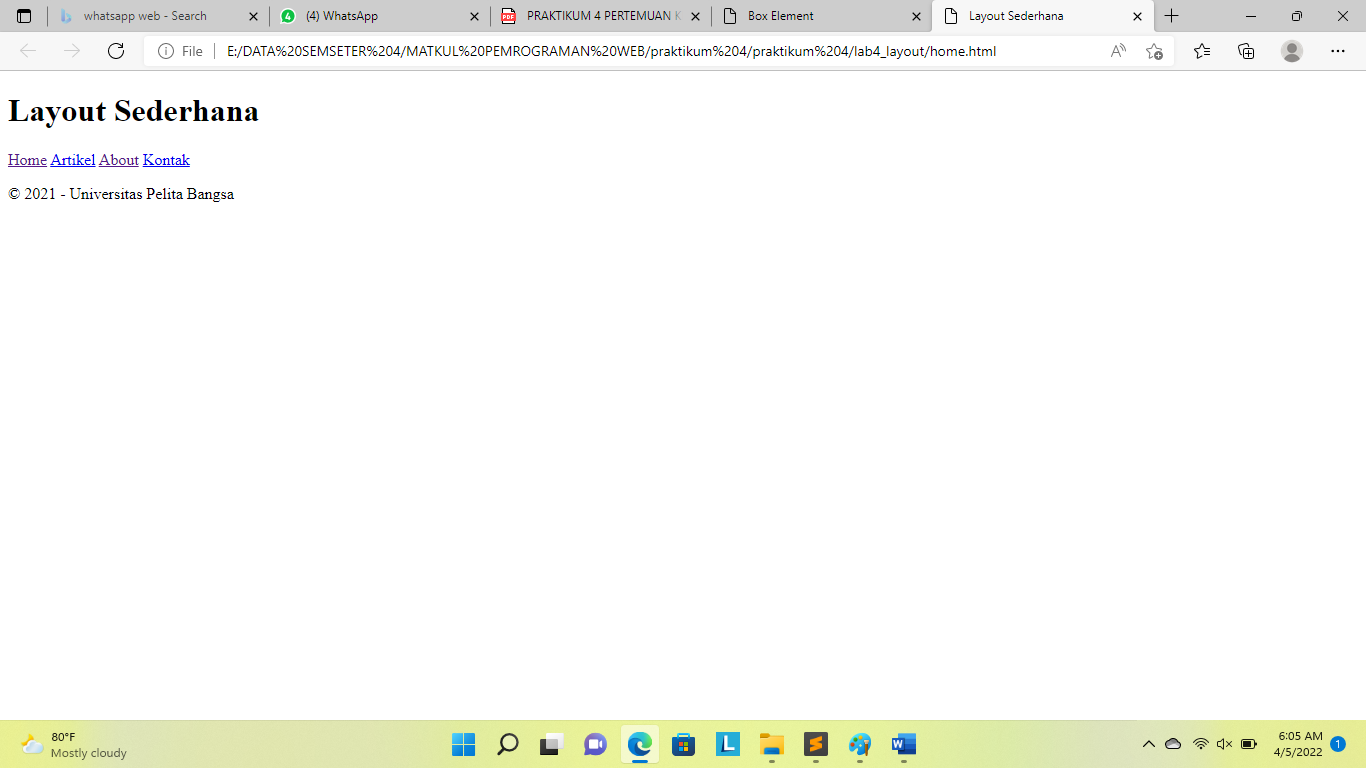 whatsapp web - Search
(4) WhatsApp
PRAKTIKUM 4 PERTEMUAN K
Box Element
Layout Sederhana
File
E:/DATA%20SEMSETER%204/MATKUL%20PEMROGRAMAN%20WEB/praktikum%204/praktikum%204/lab4_layout/home.html
Layout Sederhana
Home Artikel About Kontak
© 2021 - Universitas Pelita Bangsa
80°F
Mostly cloudy
6:05 AM
4/5/2022
1